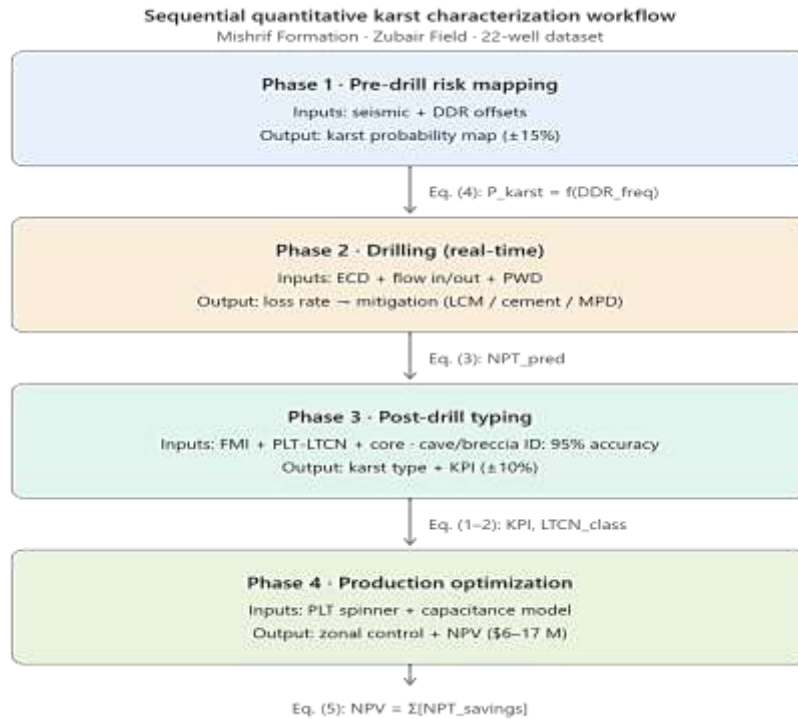 Sequential quantitative karst characterization workflow
Mishrif Formation · Zubair Field · 22-well dataset
Phase 1 · Pre-drill risk mapping
Inputs: seismic + DDR offsets
Output: karst probability map (±15%)
Eq. (4): P_karst = f(DDR_freq)
Phase 2 · Drilling (real-time)
Inputs: ECD + flow in/out + PWD
Output: loss rate → mitigation (LCM / cement / MPD)
Eq. (3): NPT_pred
Phase 3 · Post-drill typing
Inputs: FMI + PLT-LTCN + core · cave/breccia ID: 95% accuracy
Output: karst type + KPI (±10%)
Eq. (1–2): KPI, LTCN_class
Phase 4 · Production optimization
Inputs: PLT spinner + capacitance model
Output: zonal control + NPV ($6–17 M)
Eq. (5): NPV = Σ[NPT_savings]